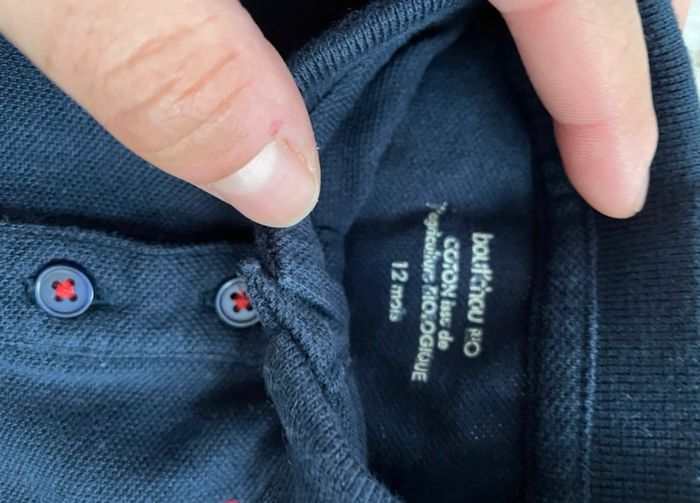 bout'chou BIO
COTON issu de
l'agriculture BIOLOGIQUE
12 mois